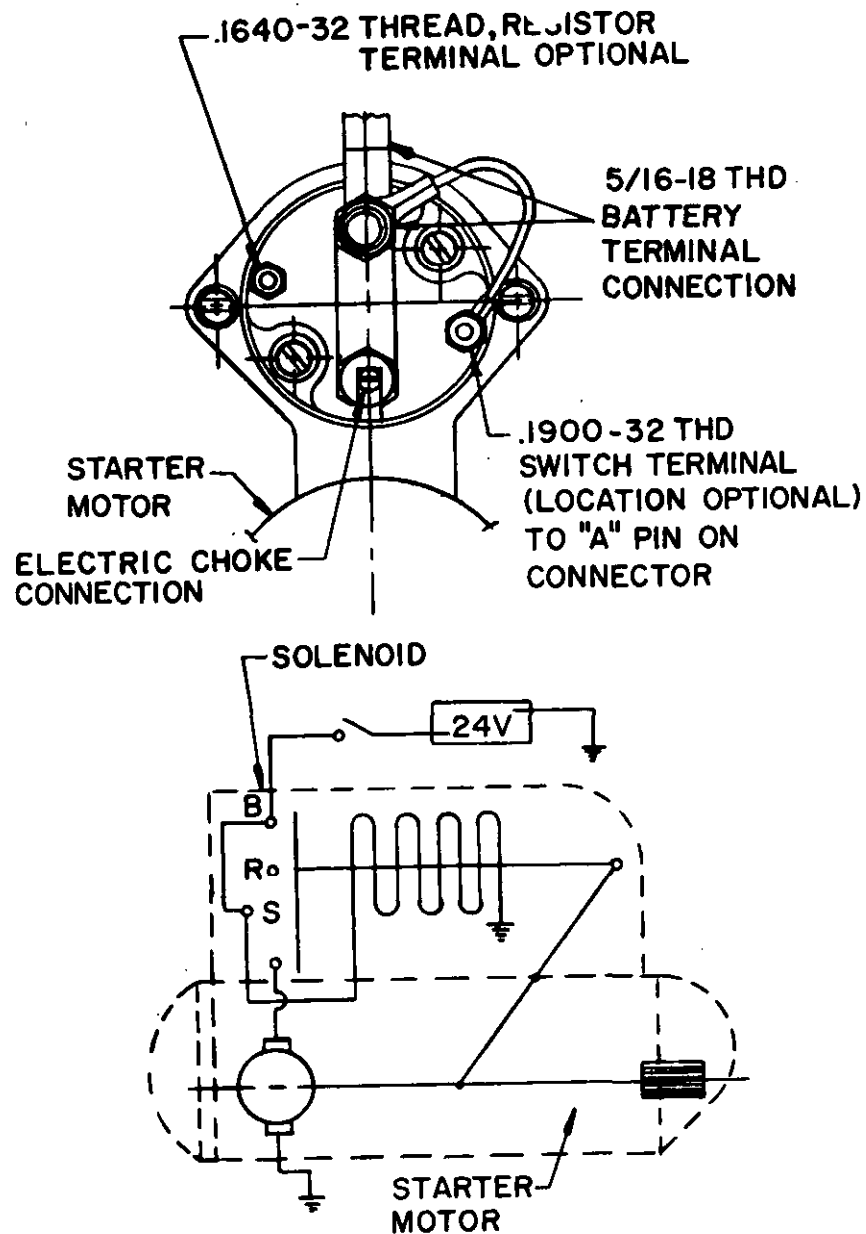 .1640-32 THREAD, RESISTOR
TERMINAL OPTIONAL
5/16-18 THD
BATTERY
TERMINAL
CONNECTION
.1900-32 THD
SWITCH TERMINAL
(LOCATION OPTIONAL)
TO "A" PIN ON
CONNECTOR
STARTER
MOTOR
ELECTRIC CHOKE
CONNECTION
SOLENOID
24V
B
R
S
STARTER
MOTOR